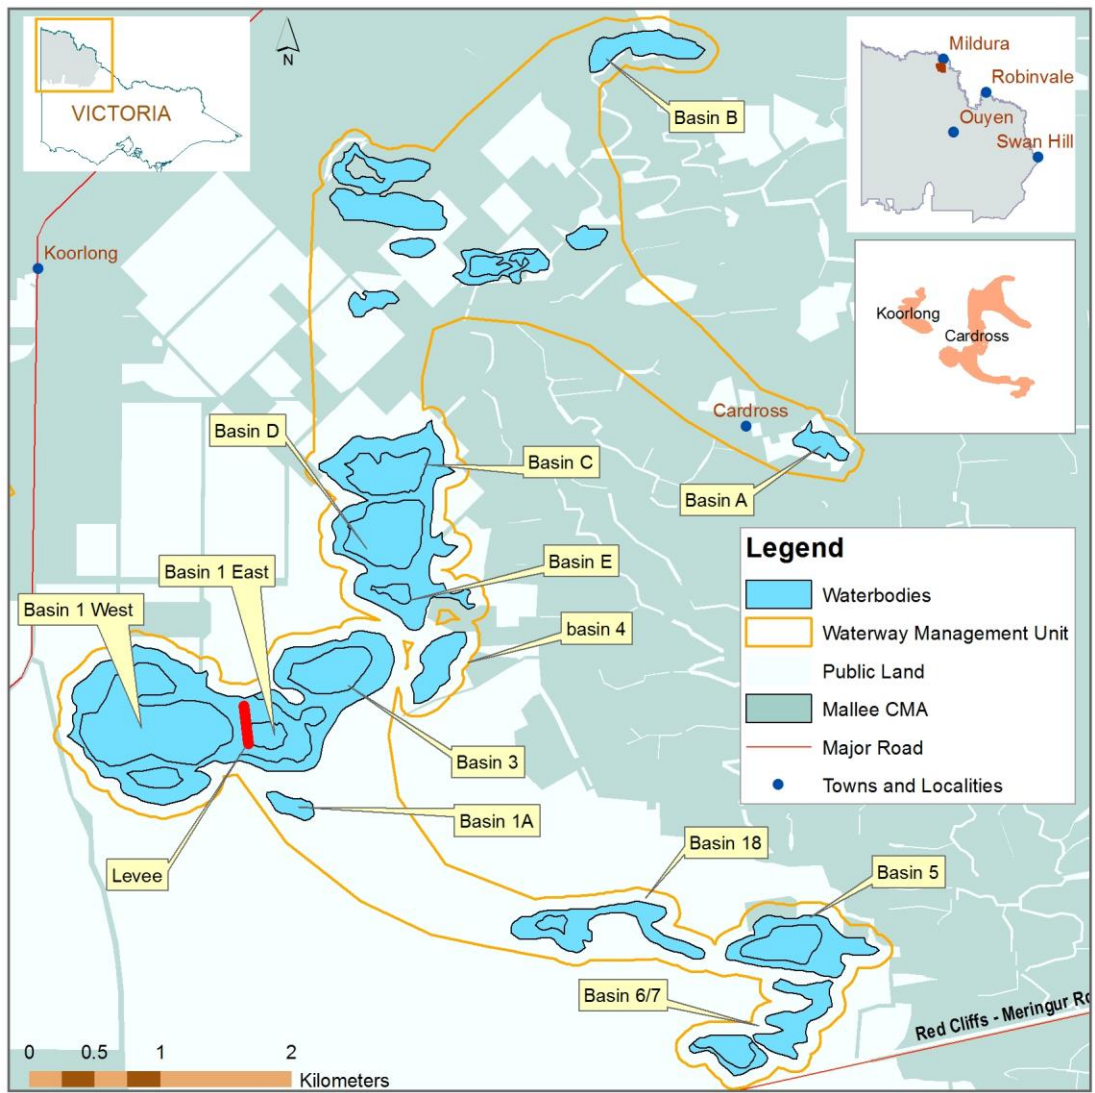 N
VICTORIA
Mildura
Robinvale
Ouyen
Swan Hill
Basin B
Koorlong
Koorlong
Cardross
Cardross
Basin D
Basin C
Basin A
Basin E
Basin 1 East
Basin 1 West
basin 4
Legend
Waterbodies
Waterway Management Unit
Public Land
Mallee CMA
Major Road
Towns and Localities
Basin 3
Basin 1A
Levee
Basin 18
Basin 5
Basin 6/7
Red Cliffs - Meringur Rd
0 0.5 1 2
Kilometers